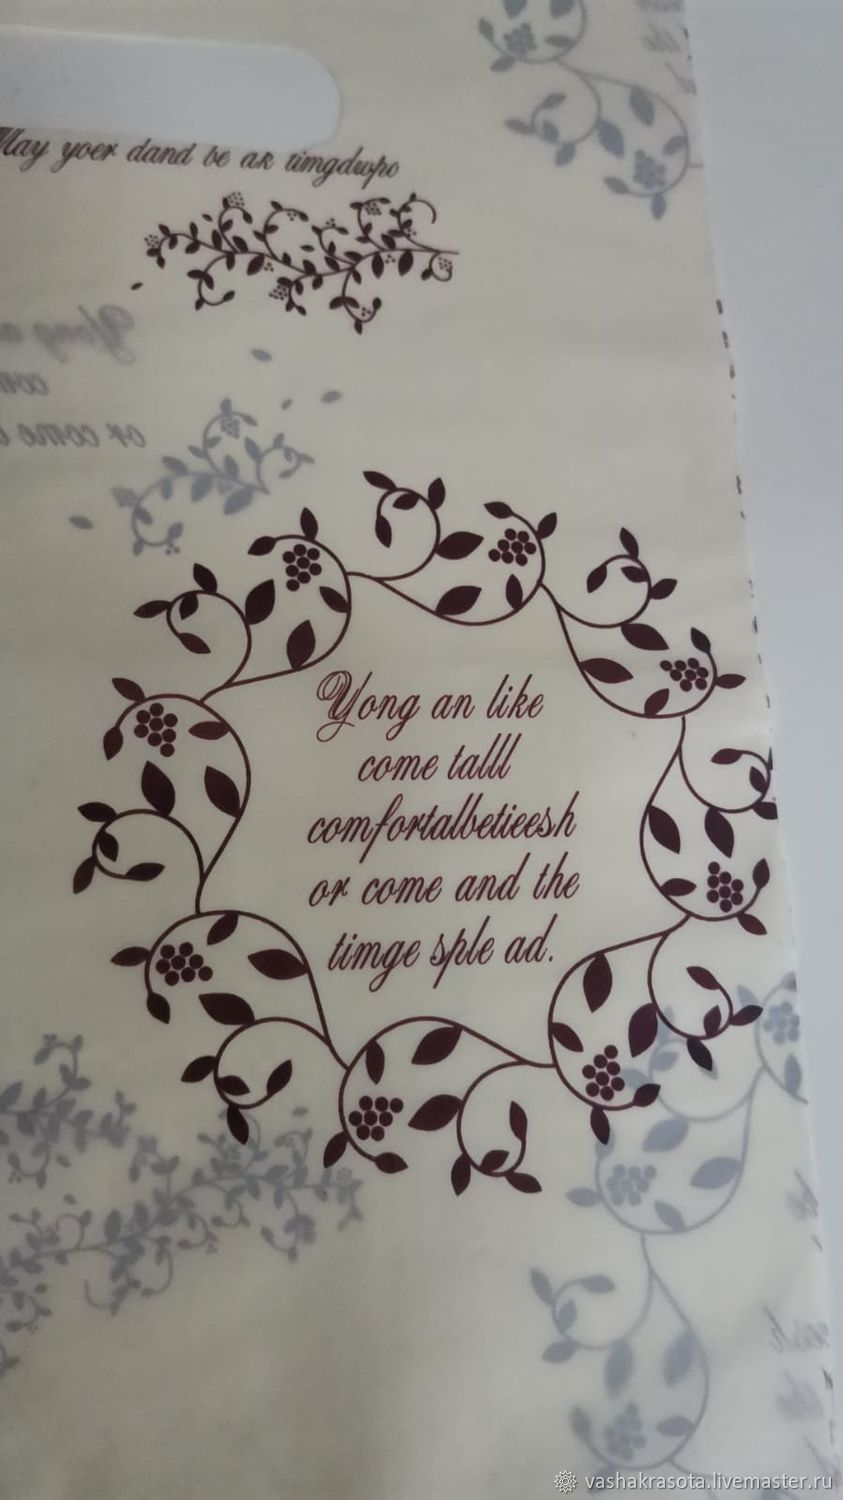 May yoer dand be ar timgdwpo
Yong an like
come talll
comfortalbetieesh
or come and the
timge sple ad.
vashakrasota.livemaster.ru